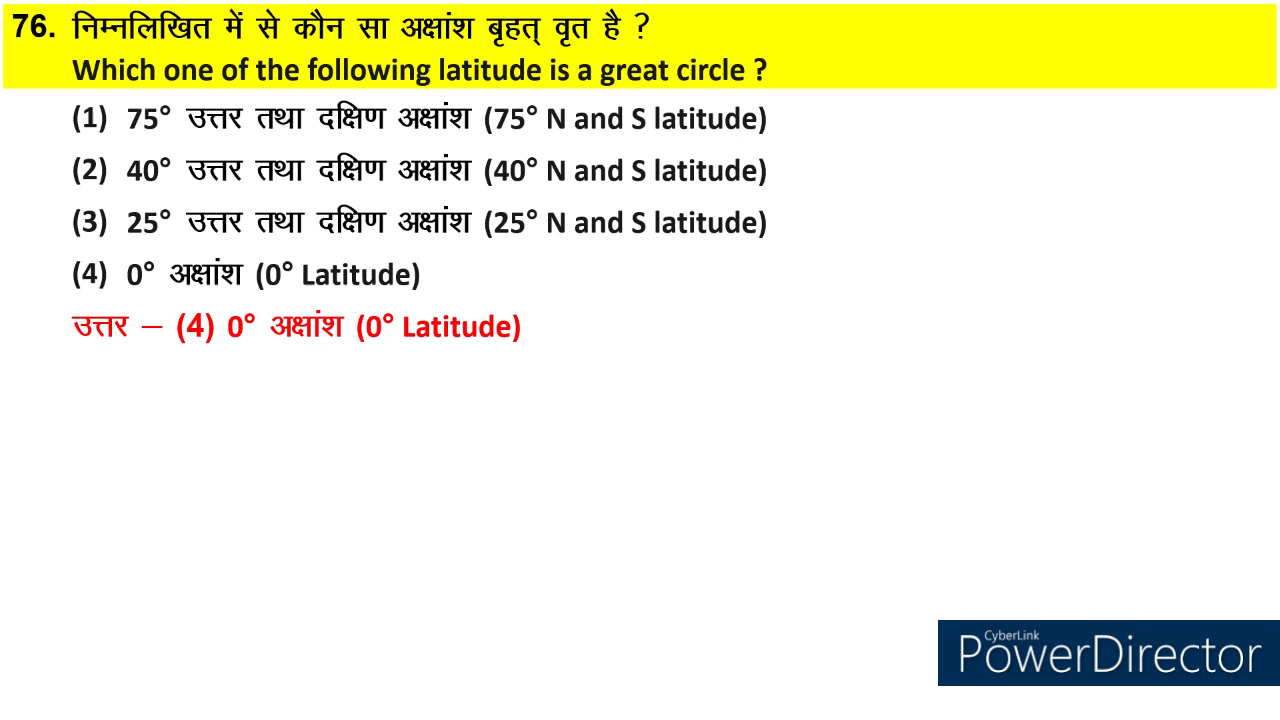 76. निम्नलिखित में से कौन सा अक्षांश बृहत् वृत है ?
Which one of the following latitude is a great circle ?
(1) 75° उत्तर तथा दक्षिण अक्षांश (75° N and S latitude)
(2) 40° उत्तर तथा दक्षिण अक्षांश (40° N and S latitude)
(3) 25° उत्तर तथा दक्षिण अक्षांश (25° N and S latitude)
(4) 0° अक्षांश (0° Latitude)
उत्तर – (4) 0° अक्षांश (0° Latitude)
CyberLink
PowerDirector